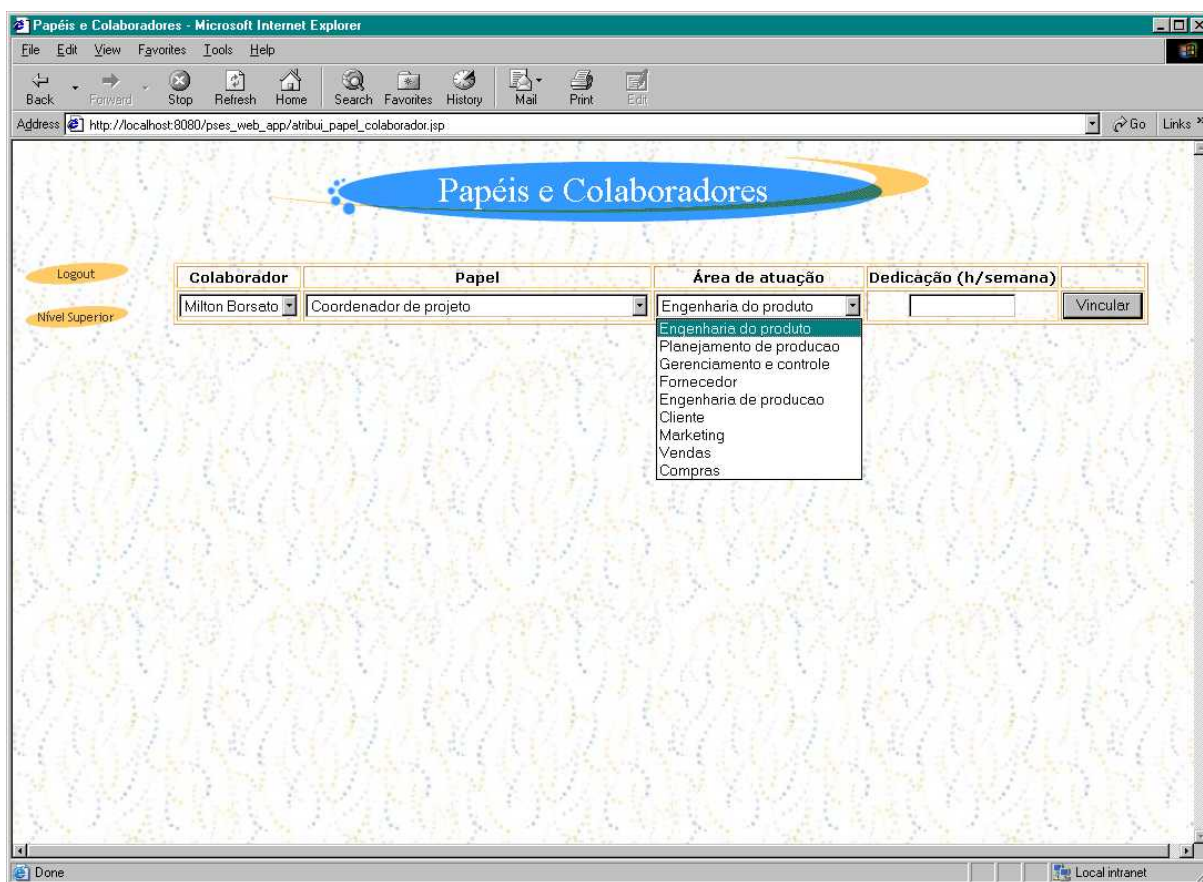 Papéis e Colaboradores - Microsoft Internet Explorer
File Edit View Favorites Tools Help
Back Forward Stop Refresh Home Search Favorites History Mail Print Edit
Address http://localhost:8080/pses_web_app/atribui_papel_colaborador.jsp Go Links »
Papéis e Colaboradores
Logout
Nível Superior
Colaborador Papel Área de atuação Dedicação (h/semana)
Milton Borsato Coordenador de projeto Engenharia do produto Vincular
Engenharia do produto
Planejamento de producao
Gerenciamento e controle
Fornecedor
Engenharia de producao
Cliente
Marketing
Vendas
Compras
Done Local intranet